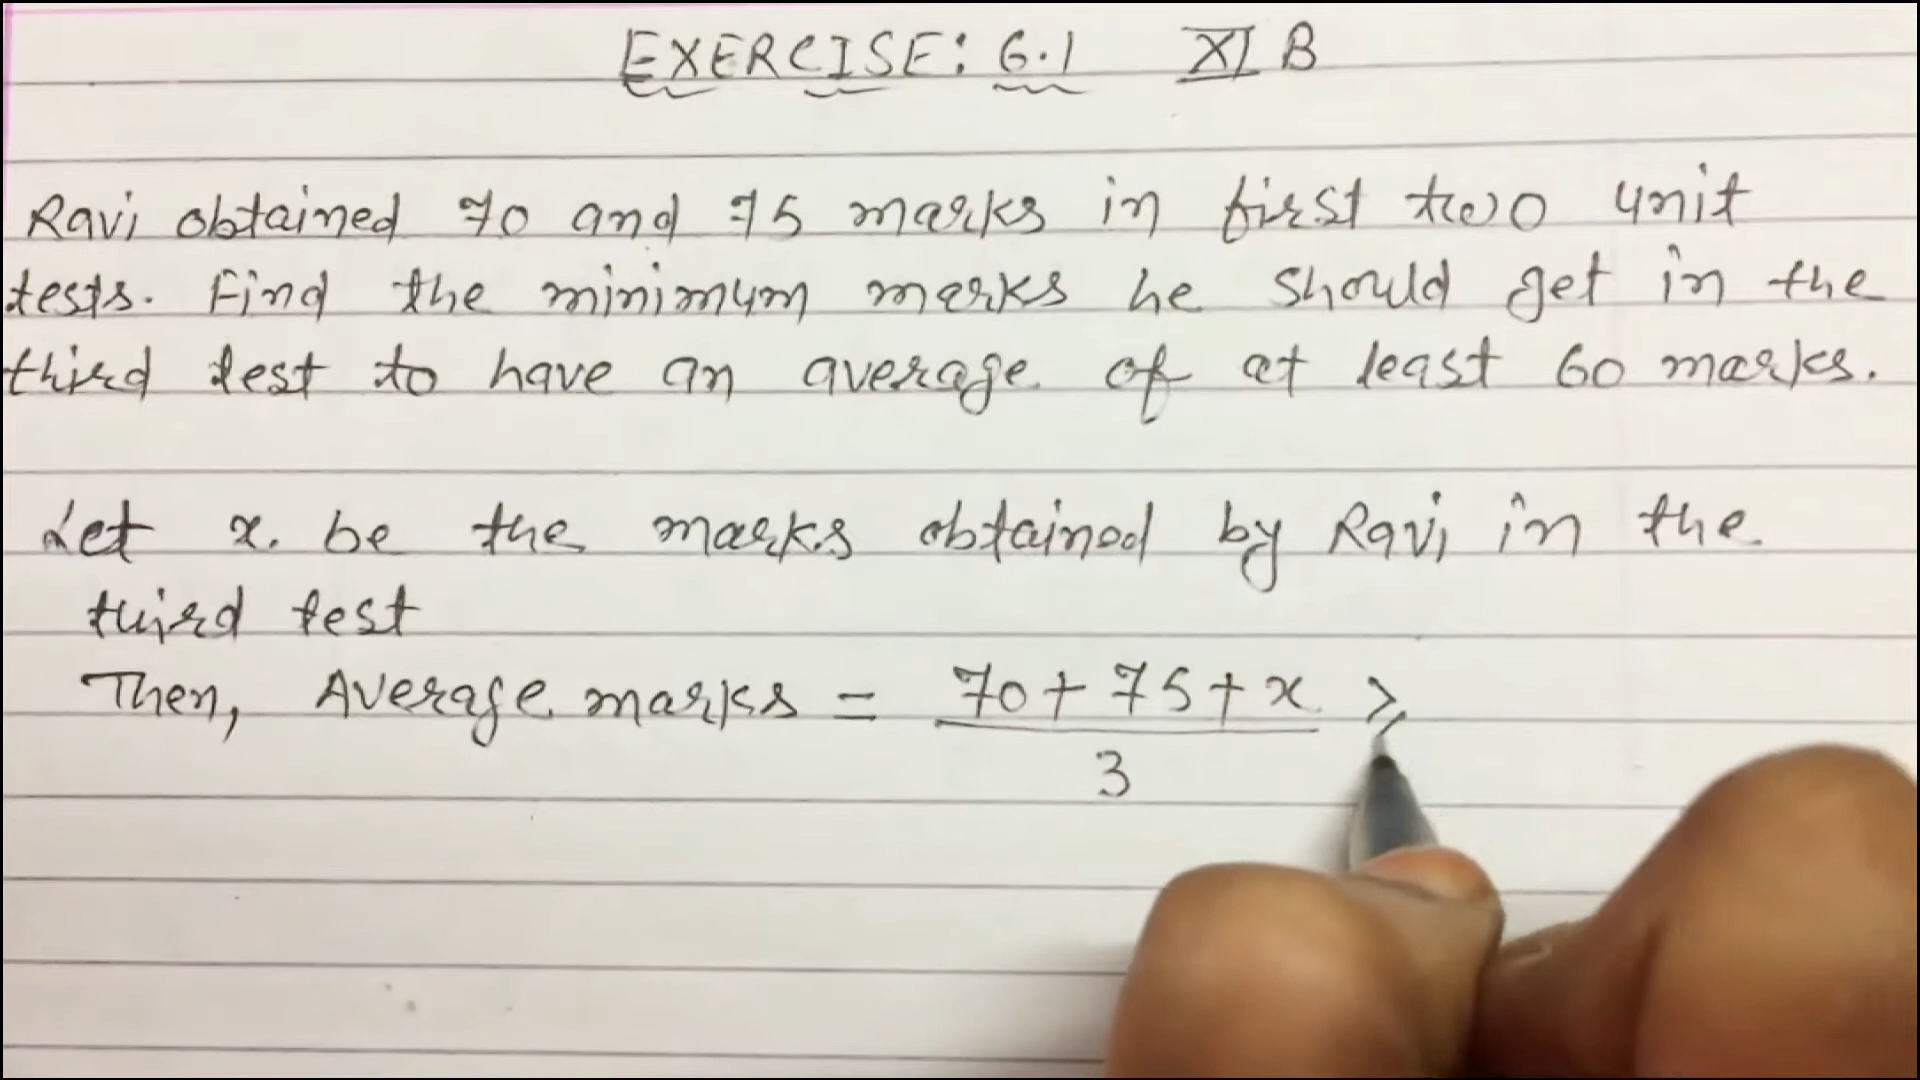 EXERCISE: 6.1 XI B
Ravi obtained 70 and 75 marks in first two unit
tests. Find the minimum marks he should get in the
third test to have an average of at least 60 marks.
Let x. be the marks obtained by Ravi in the
third test
Then, Average marks = 70 + 75 + x ≥
3